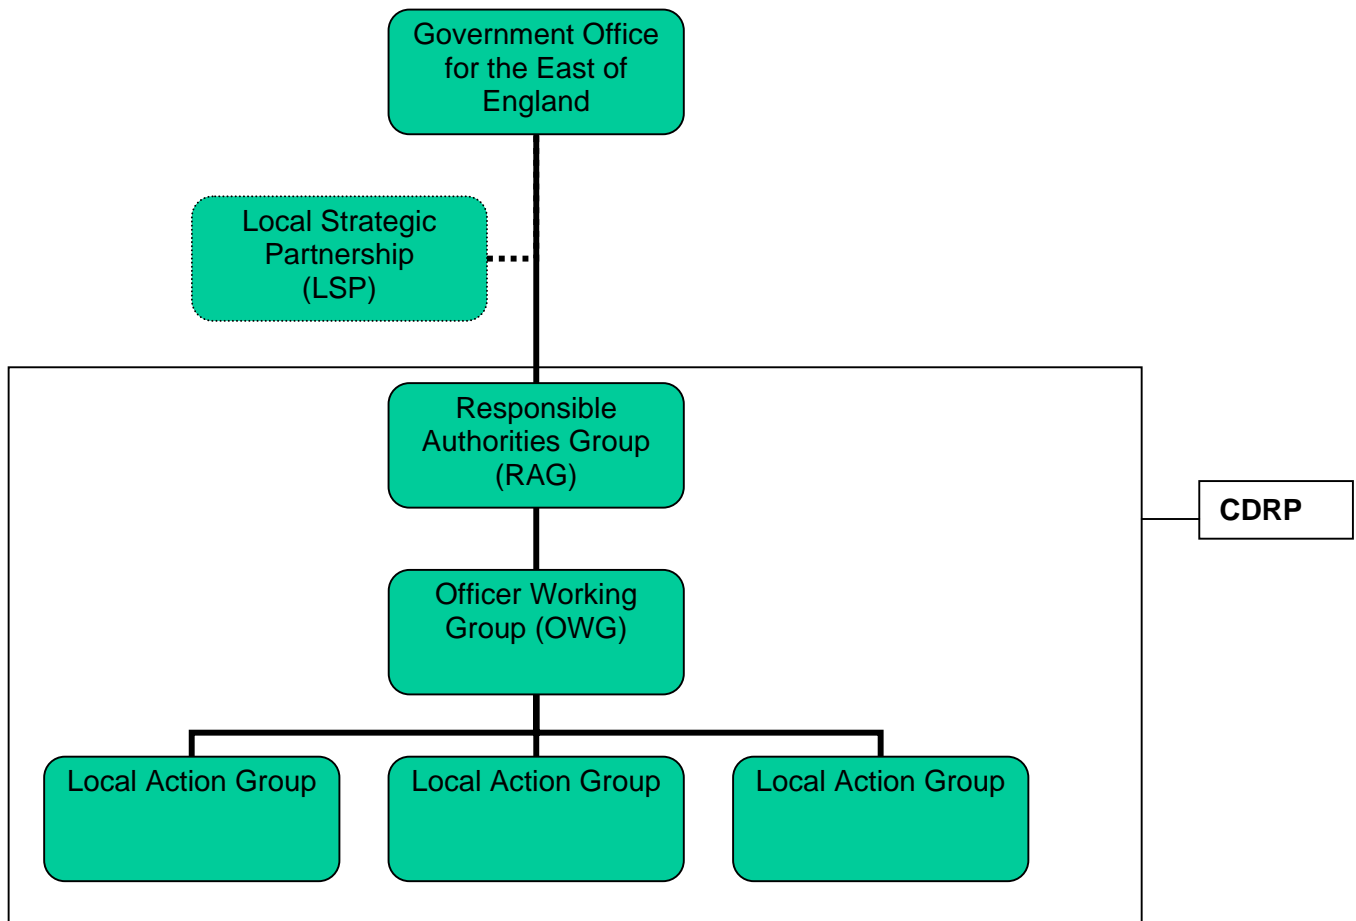 Government Office
for the East of
England
Local Strategic
Partnership
(LSP)
Responsible
Authorities Group
(RAG)
CDRP
Officer Working
Group (OWG)
Local Action Group
Local Action Group
Local Action Group